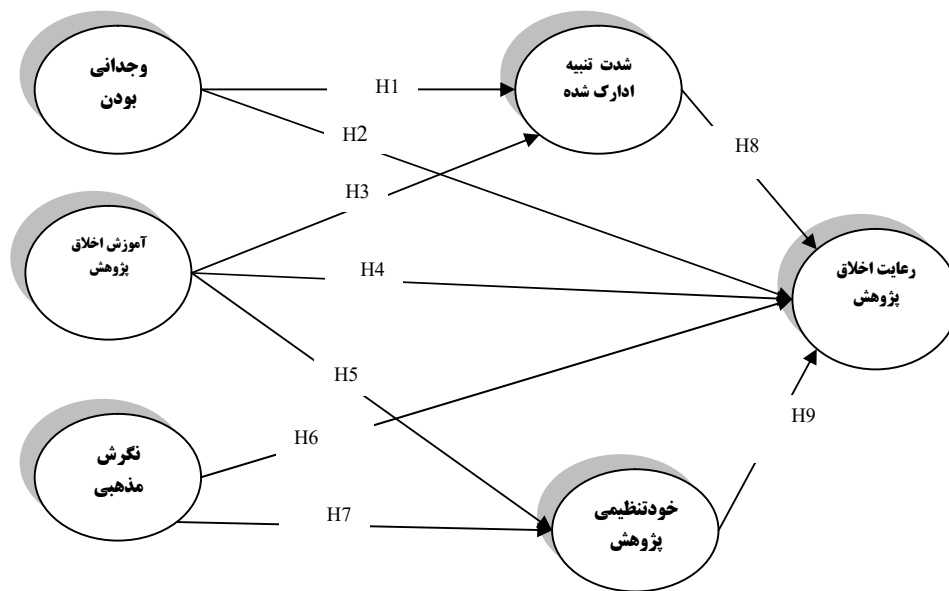 وجدانی
بودن
شدت تنبیه
ادارک شده
H1
H2
H8
H3
آموزش اخلاق
پژوهش
H4
رعایت اخلاق
پژوهش
H5
H9
H6
نگرش
مذهبی
خودتنظیمی
پژوهش
H7